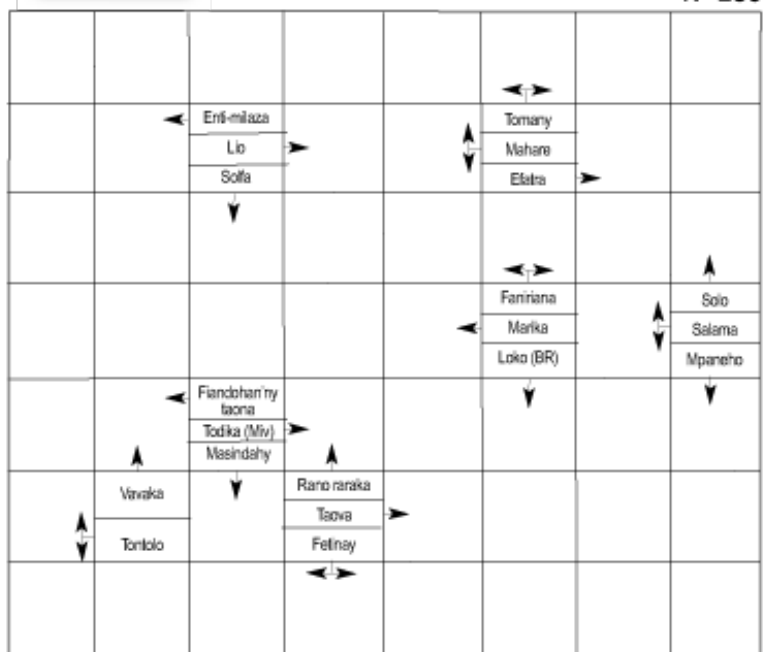 Enti-milaza
Lio
Solfa
Tomany
Mahare
Efatra
Faniriana
Marika
Loko (BR)
Solo
Salama
Mpaneho
Fiandohan'ny
taona
Todika (Miv)
Masindahy
Vavaka
Tontolo
Rano raraka
Taova
Fetinay